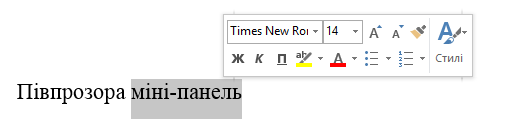 Times New Ro 14 А А
Ж К П А Стилі
Півпрозора міні-панель